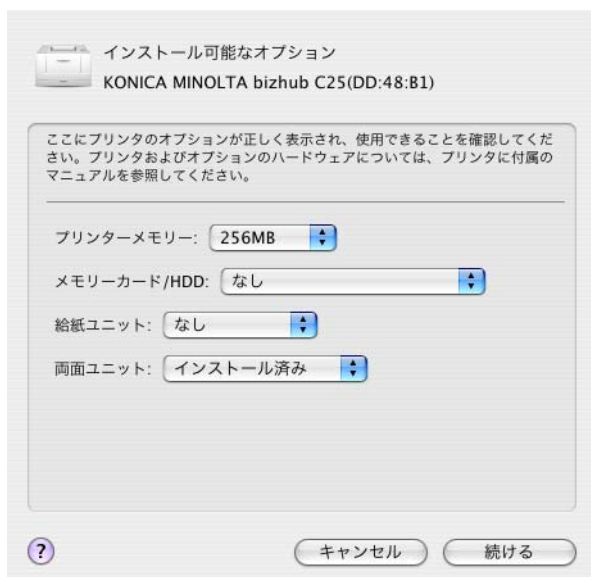 インストール可能なオプション
KONICA MINOLTA bizhub C25(DD:48:B1)
ここにプリンタのオプションが正しく表示され、使用できることを確認してくだ
さい。プリンタおよびオプションのハードウェアについては、プリンタに付属の
マニュアルを参照してください。
プリンターメモリー: 256MB
メモリーカード/HDD: なし
給紙ユニット: なし
両面ユニット: インストール済み
? キャンセル 続ける